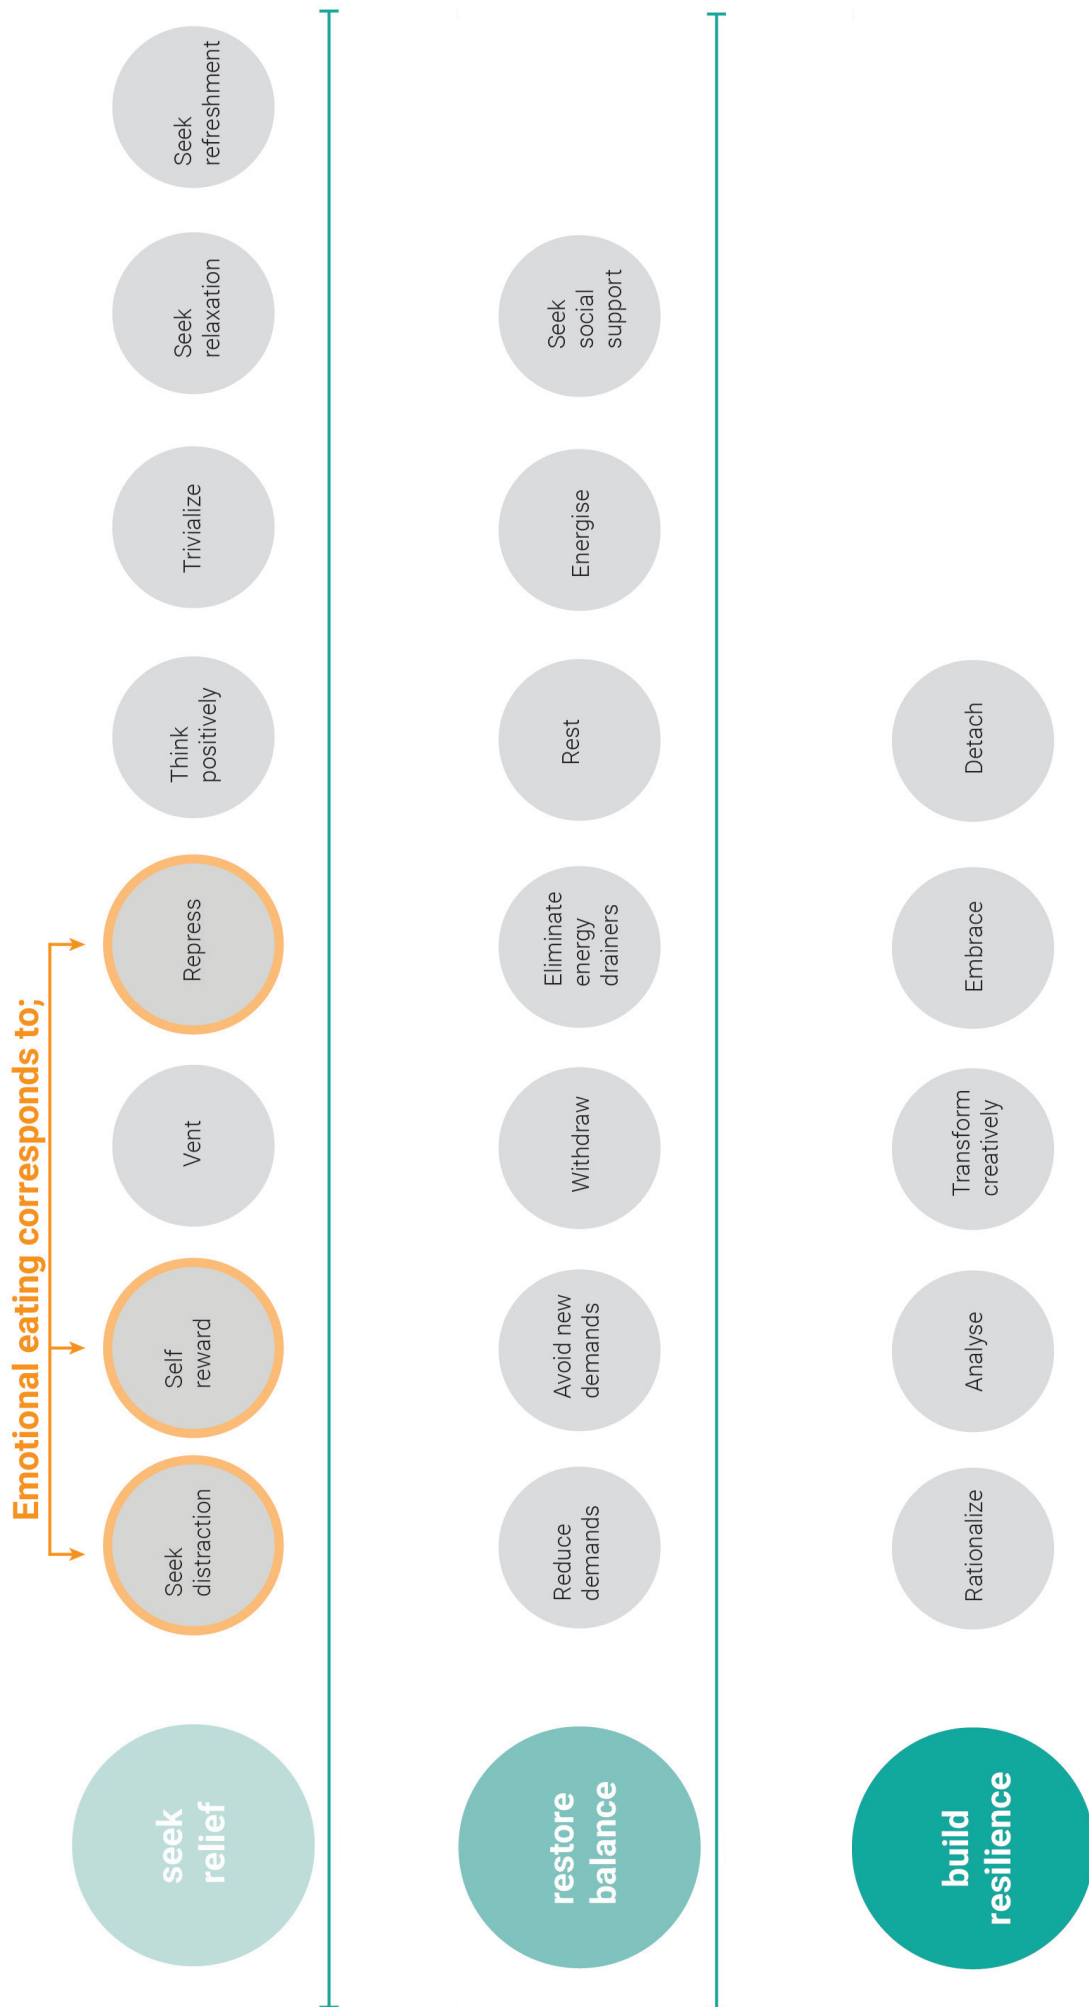 Emotional eating corresponds to;
seek
relief
Seek
distraction
Self
reward
Vent
Repress
Think
positively
Trivialize
Seek
relaxation
Seek
refreshment
restore
balance
Reduce
demands
Avoid new
demands
Withdraw
Eliminate
energy
drainers
Rest
Energise
Seek
social
support
build
resilience
Rationalize
Analyse
Transform
creatively
Embrace
Detach